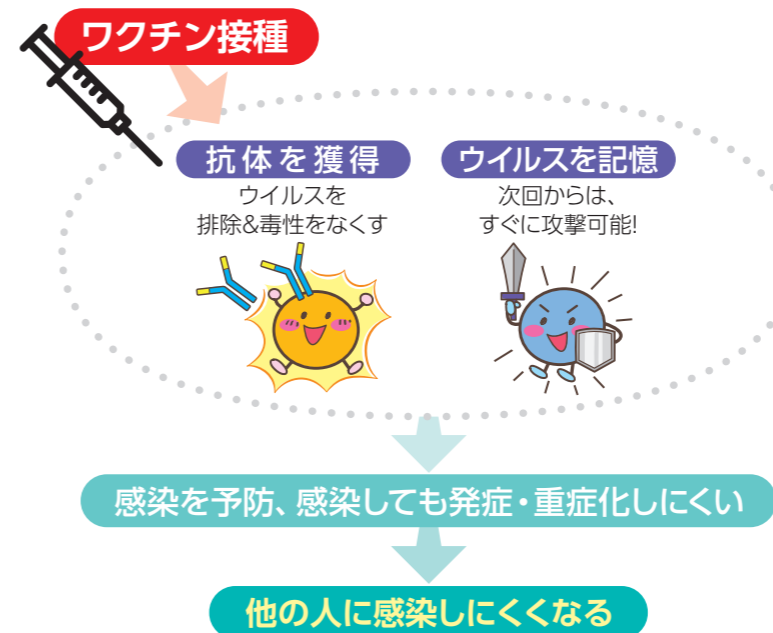 ワクチン接種
抗体を獲得
ウイルスを
排除&毒性をなくす
ウイルスを記憶
次回からは、
すぐに攻撃可能!
感染を予防、感染しても発症・重症化しにくい
他の人に感染しにくくなる